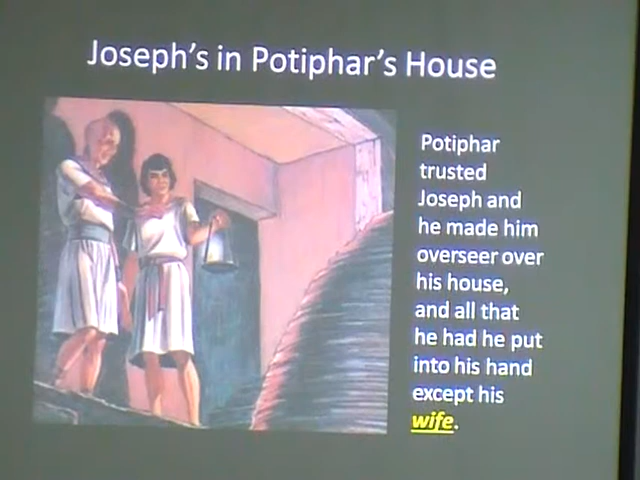 Joseph's in Potiphar's House
Potiphar
trusted
Joseph and
he made him
overseer over
his house,
and all that
he had he put
into his hand
except his
wife.